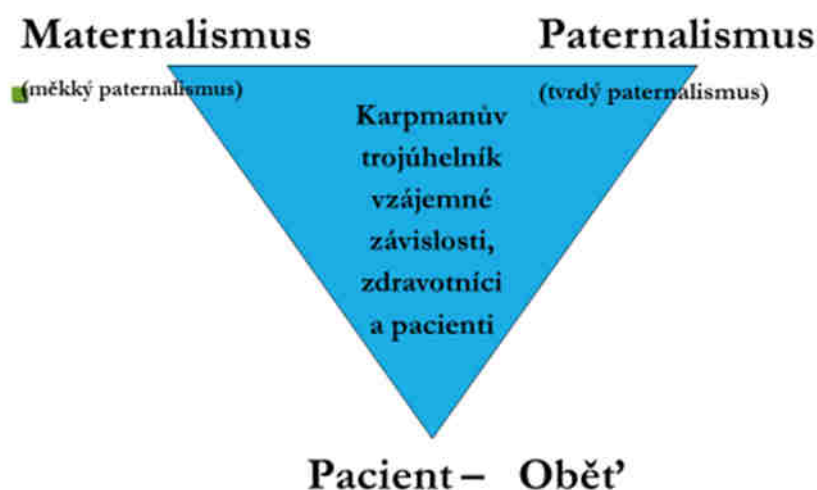 Maternalismus Paternalismus
(měkký paternalismus) (tvrdý paternalismus)
Karpmanův
trojúhelník
vzájemné
závislosti,
zdravotníci
a pacienti
Pacient – Oběť